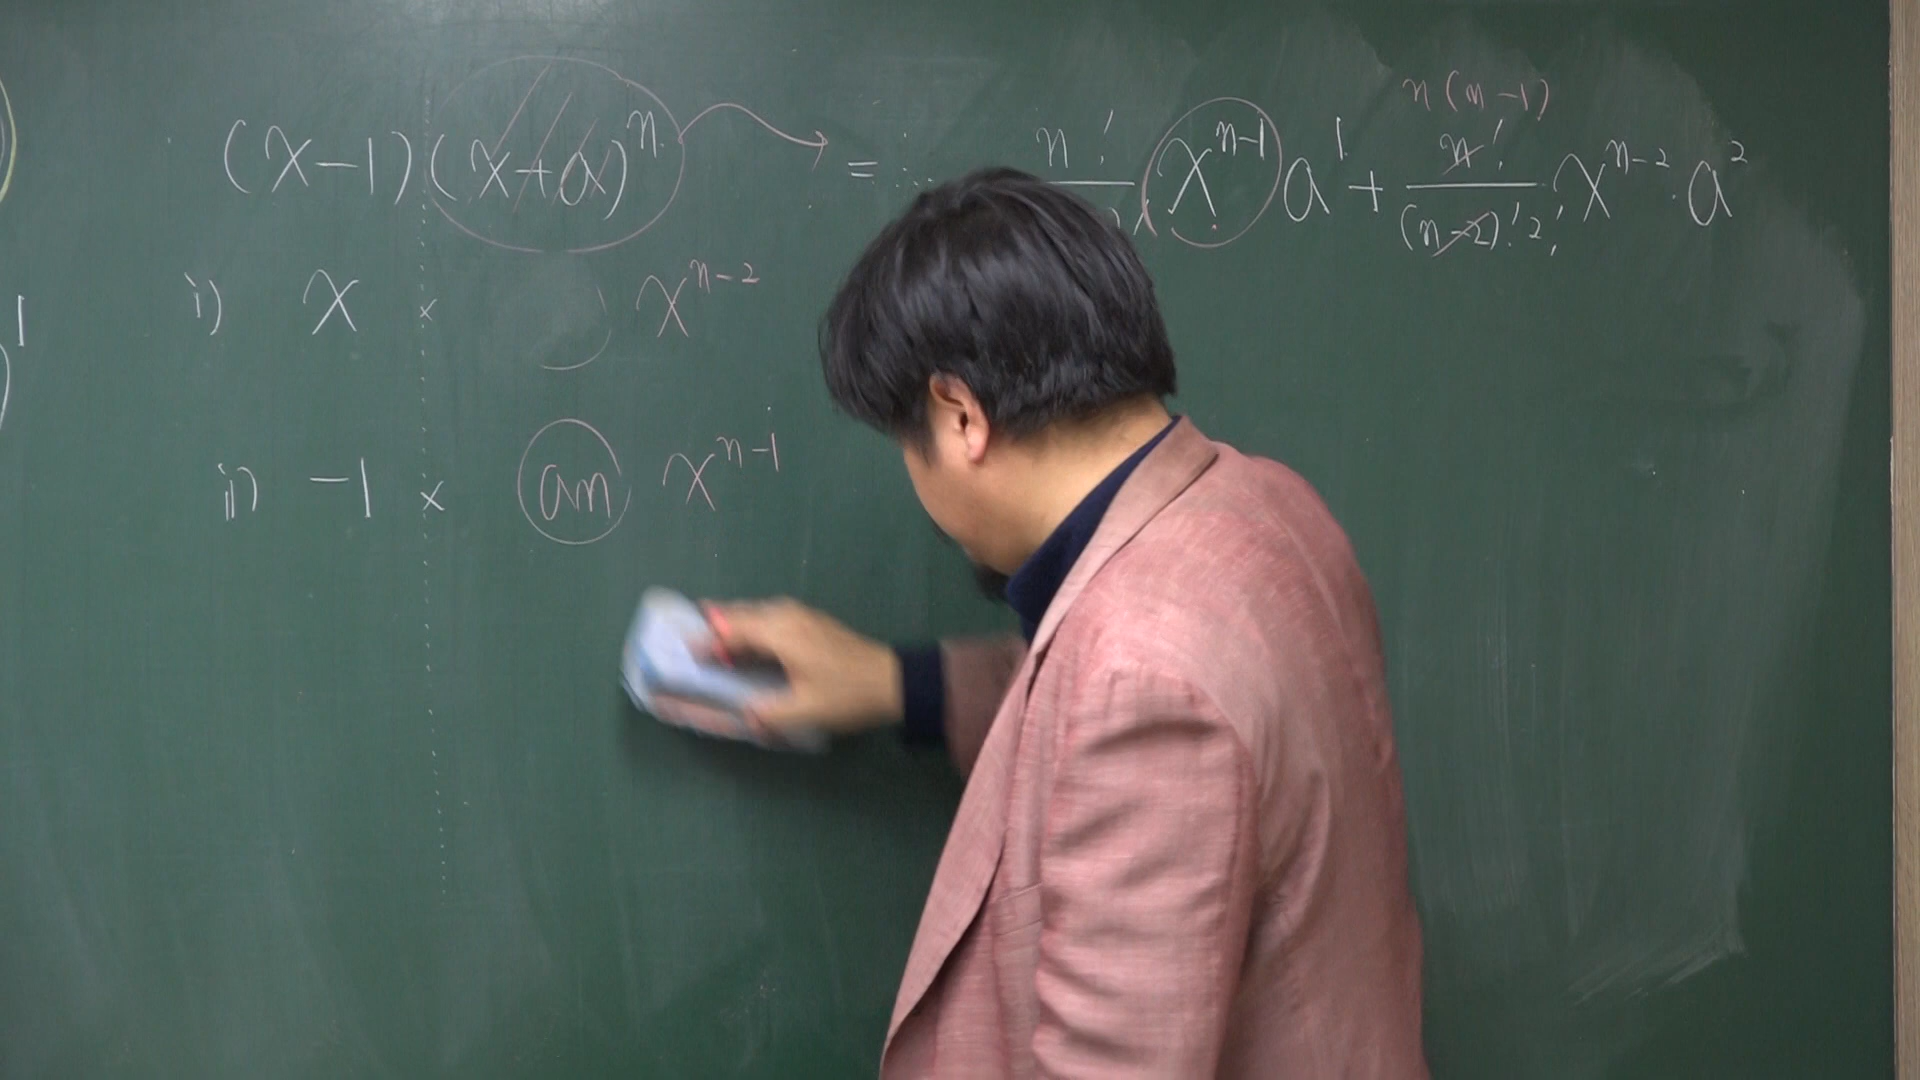 (x-1)(x+a)^n = ... n! x^{n-1} a^1 + n!/(n-2)!2! x^{n-2} · a^2
n(n-1)
i) x × x^{n-2}
ii) -1 × an x^{n-1}